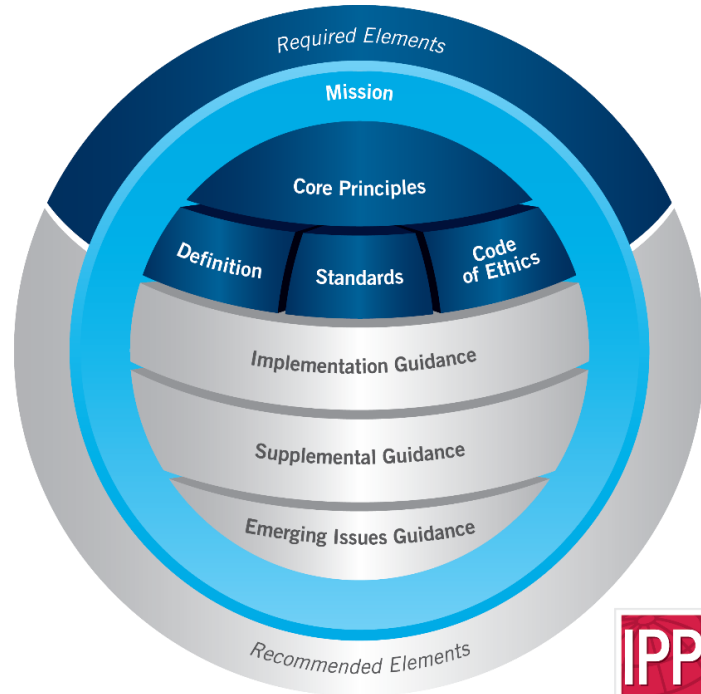 Required Elements
Mission
Core Principles
Definition
Standards
Code
of Ethics
Implementation Guidance
Supplemental Guidance
Emerging Issues Guidance
Recommended Elements
IPP